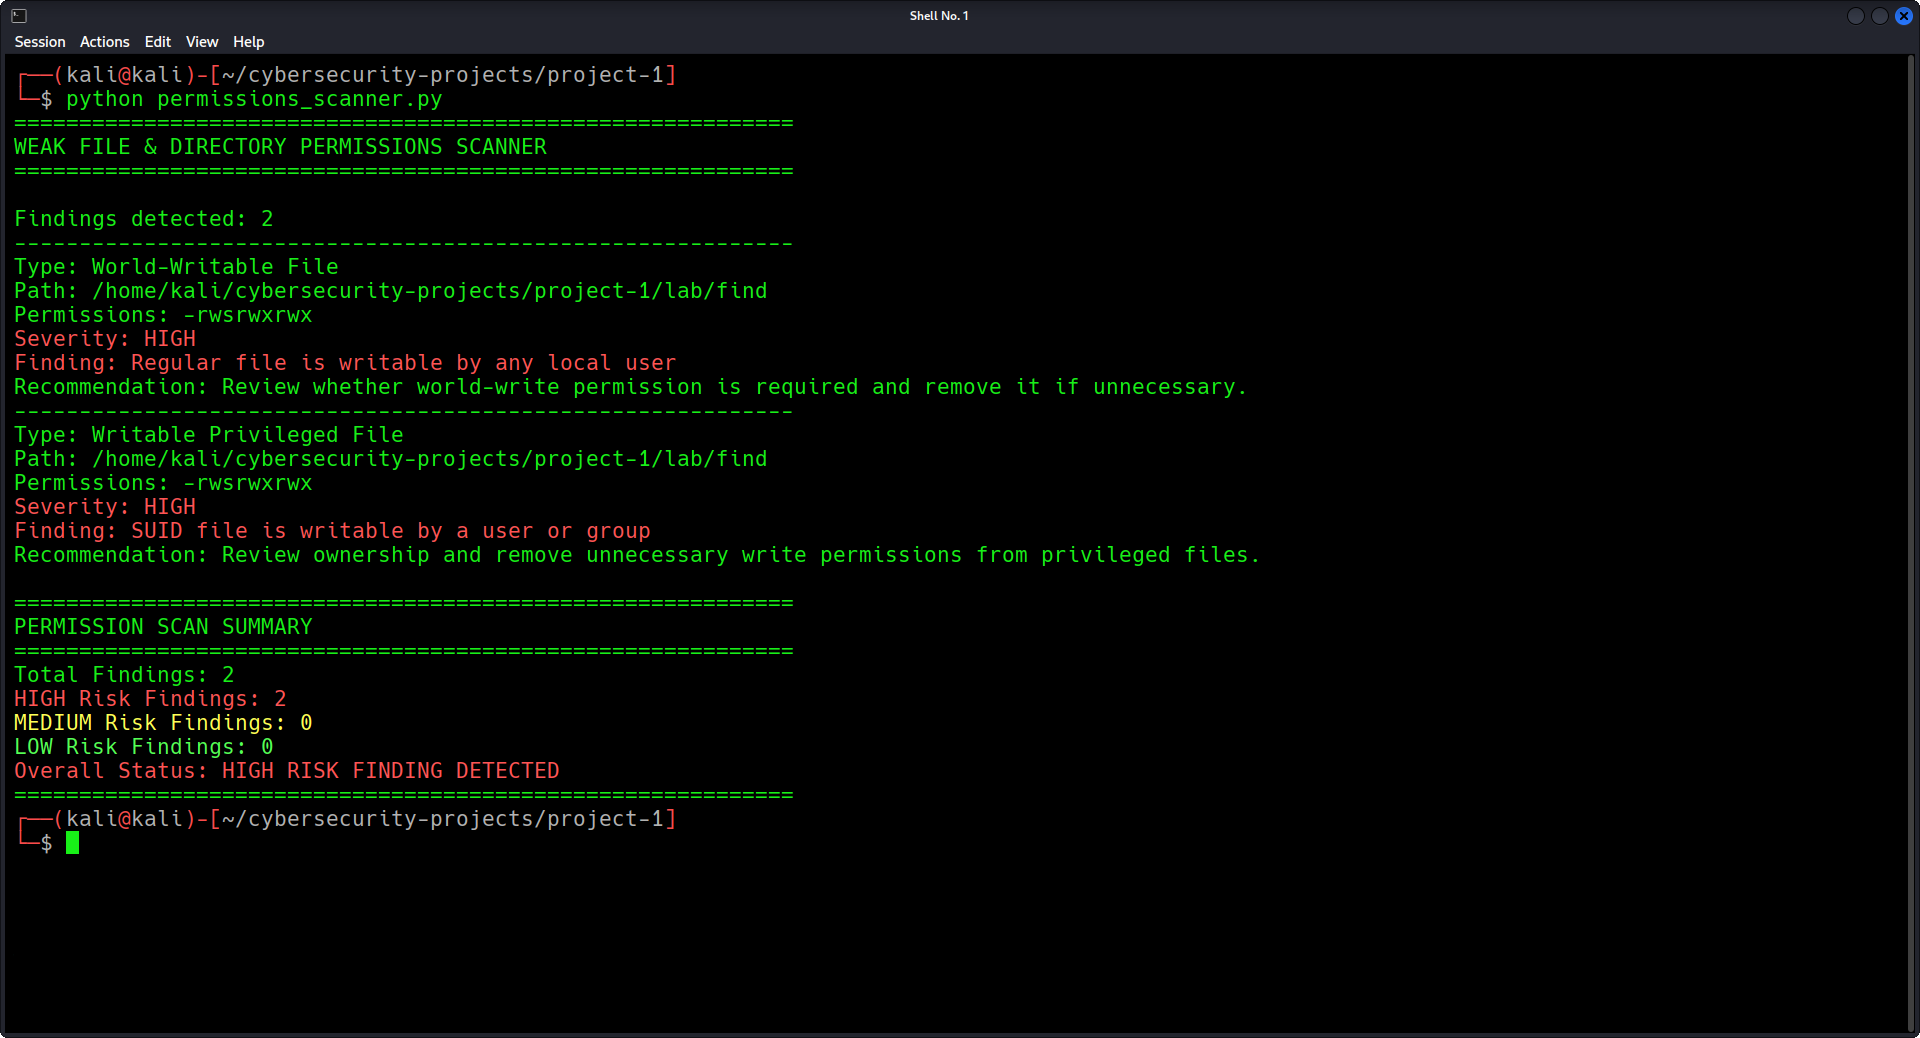 Shell No. 1
Session Actions Edit View Help
┌──(kali@kali)-[~/cybersecurity-projects/project-1]
└─$ python permissions_scanner.py
============================================================
WEAK FILE & DIRECTORY PERMISSIONS SCANNER
============================================================
Findings detected: 2
------------------------------------------------------------
Type: World-Writable File
Path: /home/kali/cybersecurity-projects/project-1/lab/find
Permissions: -rwsrwxrwx
Severity: HIGH
Finding: Regular file is writable by any local user
Recommendation: Review whether world-write permission is required and remove it if unnecessary.
------------------------------------------------------------
Type: Writable Privileged File
Path: /home/kali/cybersecurity-projects/project-1/lab/find
Permissions: -rwsrwxrwx
Severity: HIGH
Finding: SUID file is writable by a user or group
Recommendation: Review ownership and remove unnecessary write permissions from privileged files.
============================================================
PERMISSION SCAN SUMMARY
============================================================
Total Findings: 2
HIGH Risk Findings: 2
MEDIUM Risk Findings: 0
LOW Risk Findings: 0
Overall Status: HIGH RISK FINDING DETECTED
============================================================
┌──(kali@kali)-[~/cybersecurity-projects/project-1]
└─$